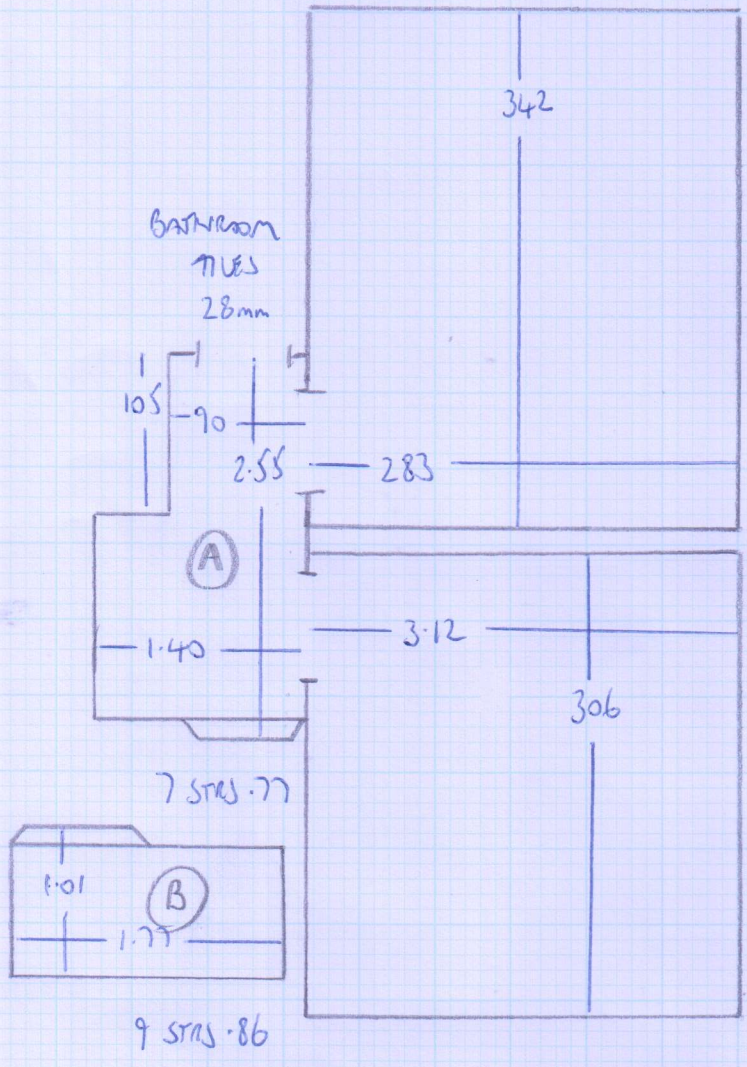 342
BATHROOM
TILES
28mm
105
90
2.55
283
A
1.40
3.12
306
7 STRS .77
1.01
B
1.77
9 STRS .86